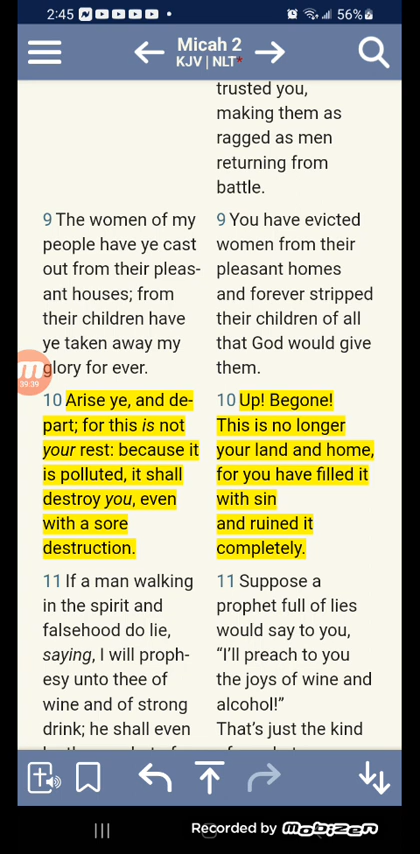 2:45
56%
Micah 2
KJV | NLT*
trusted you,
making them as
ragged as men
returning from
battle.
9 The women of my
people have ye cast
out from their pleas-
ant houses; from
their children have
ye taken away my
glory for ever.
9 You have evicted
women from their
pleasant homes
and forever stripped
their children of all
that God would give
them.
39:39
10 Arise ye, and de-
part; for this is not
your rest: because it
is polluted, it shall
destroy you, even
with a sore
destruction.
10 Up! Begone!
This is no longer
your land and home,
for you have filled it
with sin
and ruined it
completely.
11 If a man walking
in the spirit and
falsehood do lie,
saying, I will proph-
esy unto thee of
wine and of strong
drink; he shall even
11 Suppose a
prophet full of lies
would say to you,
“I’ll preach to you
the joys of wine and
alcohol!”
That’s just the kind
Recorded by Mobizen